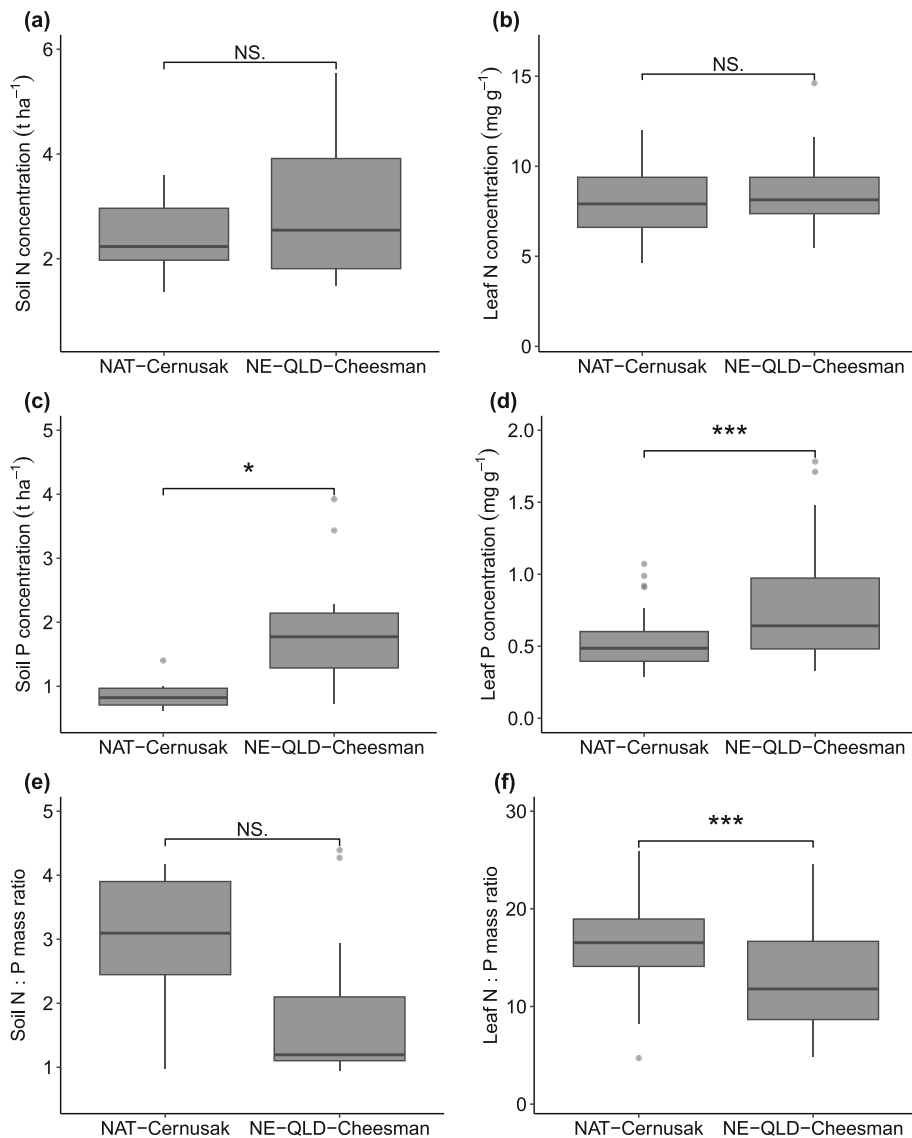 (a)
Soil N concentration (t ha⁻¹)
6
4
2
NS.
NAT−Cernusak
NE−QLD−Cheesman
(b)
Leaf N concentration (mg g⁻¹)
15
10
5
0
NS.
NAT−Cernusak
NE−QLD−Cheesman
(c)
Soil P concentration (t ha⁻¹)
5
4
3
2
1
*
NAT−Cernusak
NE−QLD−Cheesman
(d)
Leaf P concentration (mg g⁻¹)
2.0
1.5
1.0
0.5
0.0
***
NAT−Cernusak
NE−QLD−Cheesman
(e)
Soil N : P mass ratio
5
4
3
2
1
NS.
NAT−Cernusak
NE−QLD−Cheesman
(f)
Leaf N : P mass ratio
30
20
10
0
***
NAT−Cernusak
NE−QLD−Cheesman